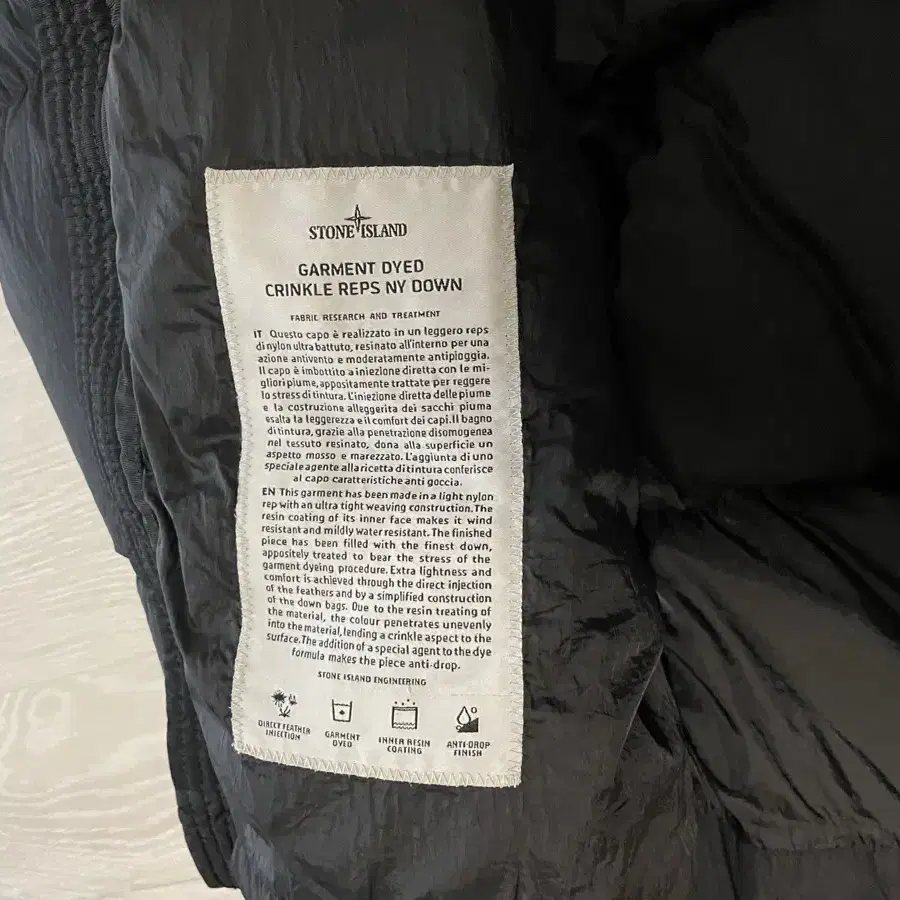 STONE ISLAND
GARMENT DYED
CRINKLE REPS NY DOWN
FABRIC RESEARCH AND TREATMENT
IT Questo capo è realizzato in un leggero reps
di nylon ultra battuto, resinato all'interno per una
azione antivento e moderatamente antipioggia.
Il capo è imbottito a iniezione diretta con le mi-
gliori piume, appositamente trattate per reggere
lo stress di tintura. L'iniezione diretta delle piume
e la costruzione alleggerita dei sacchi piuma
esalta la leggerezza e il comfort dei capi. Il bagno
di tintura, grazie alla penetrazione disomogenea
nel tessuto resinato, dona alla superficie un
aspetto mosso e marezzato. L'aggiunta di uno
speciale agente alla ricetta di tintura conferisce
al capo caratteristiche anti goccia.
EN This garment has been made in a light nylon
rep with an ultra tight weaving construction. The
resin coating of its inner face makes it wind
resistant and mildly water resistant. The finished
piece has been filled with the finest down,
appositely treated to bear the stress of the
garment dyeing procedure. Extra lightness and
comfort is achieved through the direct injection
of the feathers and by a simplified construction
of the down bags. Due to the resin treating of
the material, the colour penetrates unevenly
into the material, lending a crinkle aspect to the
surface. The addition of a special agent to the dye
formula makes the piece anti-drop.
STONE ISLAND ENGINEERING
DIRECT FEATHER
INJECTION
GARMENT
DYED
INNER RESIN
COATING
ANTI-DROP
FINISH